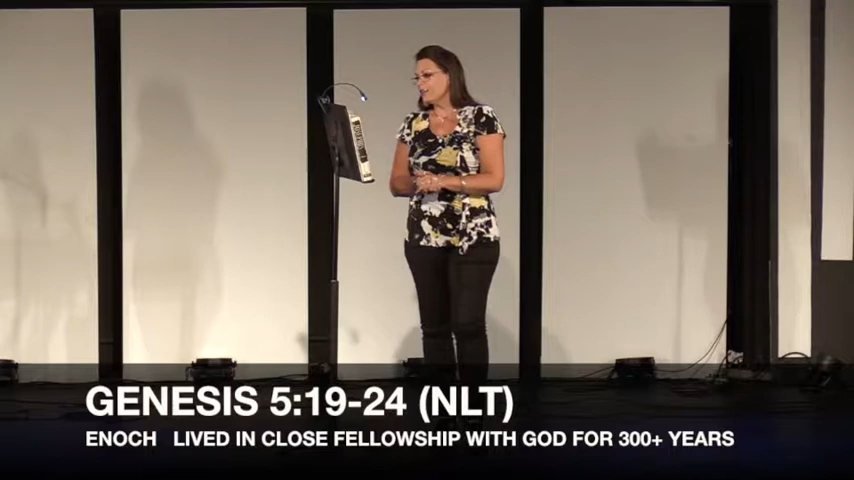 GENESIS 5:19-24 (NLT)
ENOCH LIVED IN CLOSE FELLOWSHIP WITH GOD FOR 300+ YEARS